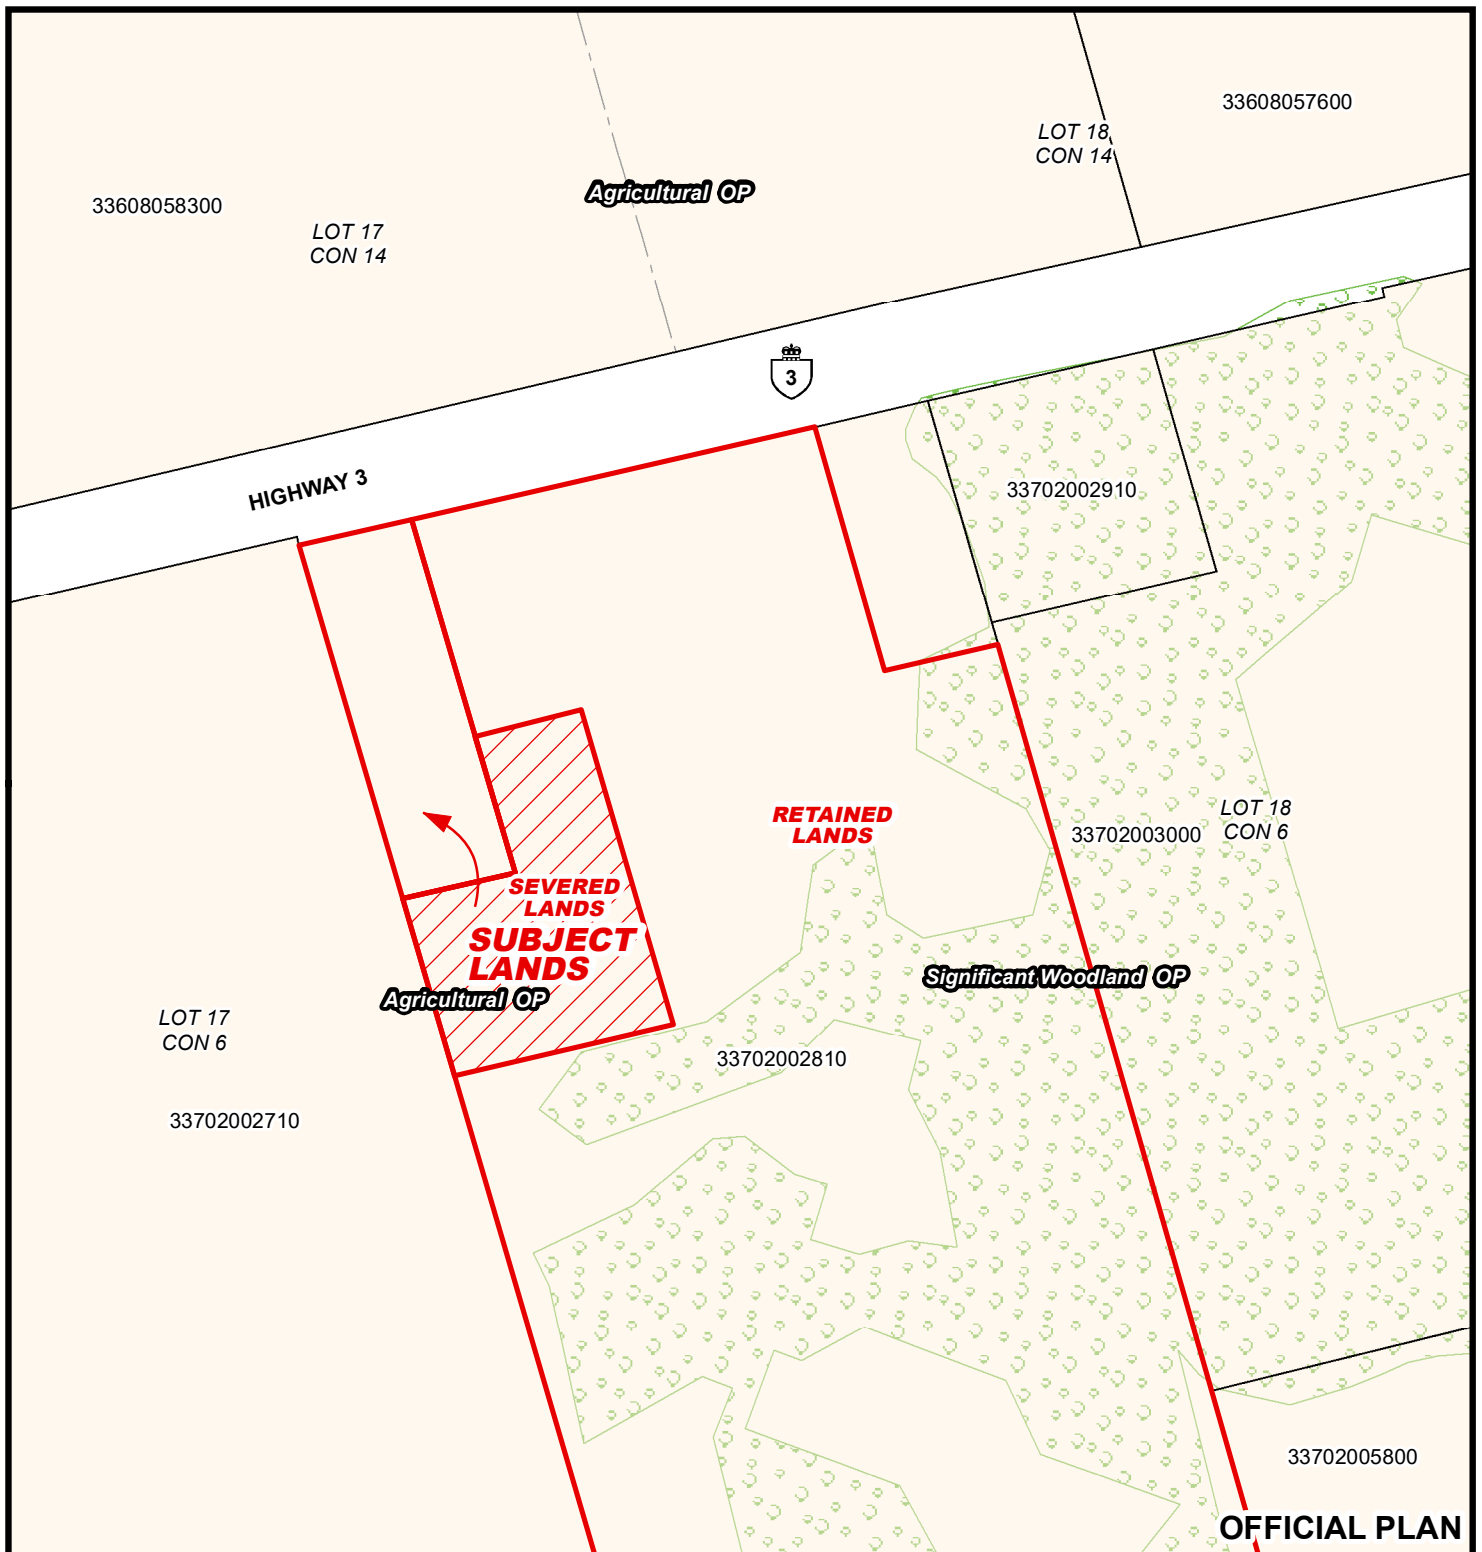 33608057600
LOT 18
CON 14
Agricultural OP
33608058300
LOT 17
CON 14
3
HIGHWAY 3
33702002910
RETAINED
LANDS
LOT 18
CON 6
33702003000
SEVERED
LANDS
SUBJECT
LANDS
Significant Woodland OP
Agricultural OP
LOT 17
CON 6
33702002810
33702002710
33702005800
OFFICIAL PLAN